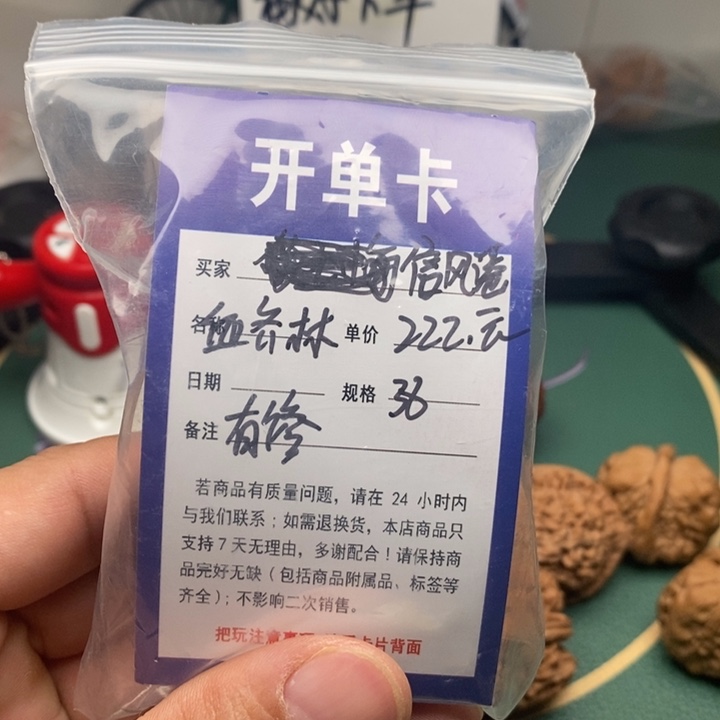 开单卡
买家 信风造
名称 血乔林 单价 222.元
日期 规格 36
备注 有修
若商品有质量问题，请在 24 小时内
与我们联系；如需退换货，本店商品只
支持 7 天无理由，多谢配合！请保持商
品完好无缺（包括商品附属品、标签等
齐全）；不影响二次销售。
把玩注意事 卡片背面